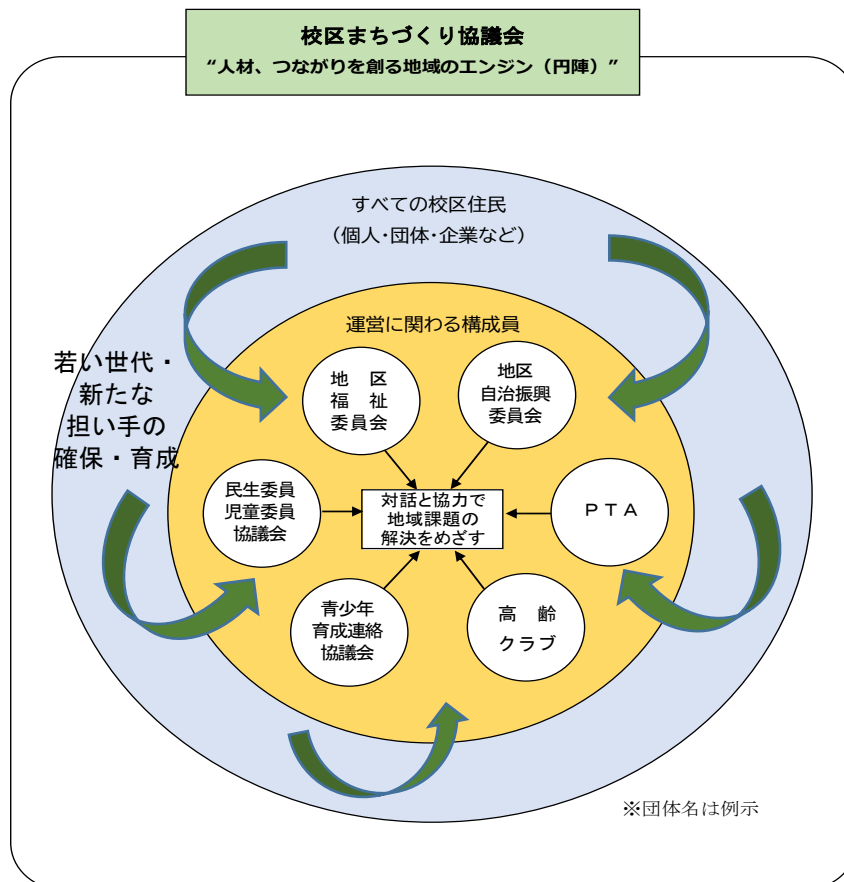 校区まちづくり協議会
“人材、つながりを創る地域のエンジン（円陣）”
すべての校区住民
（個人・団体・企業など）
運営に関わる構成員
若い世代・
新たな
担い手の
確保・育成
地　区
福　祉
委員会
地区
自治振興
委員会
民生委員
児童委員
協議会
対話と協力で
地域課題の
解決をめざす
ＰＴＡ
青少年
育成連絡
協議会
高　齢
クラブ
※団体名は例示